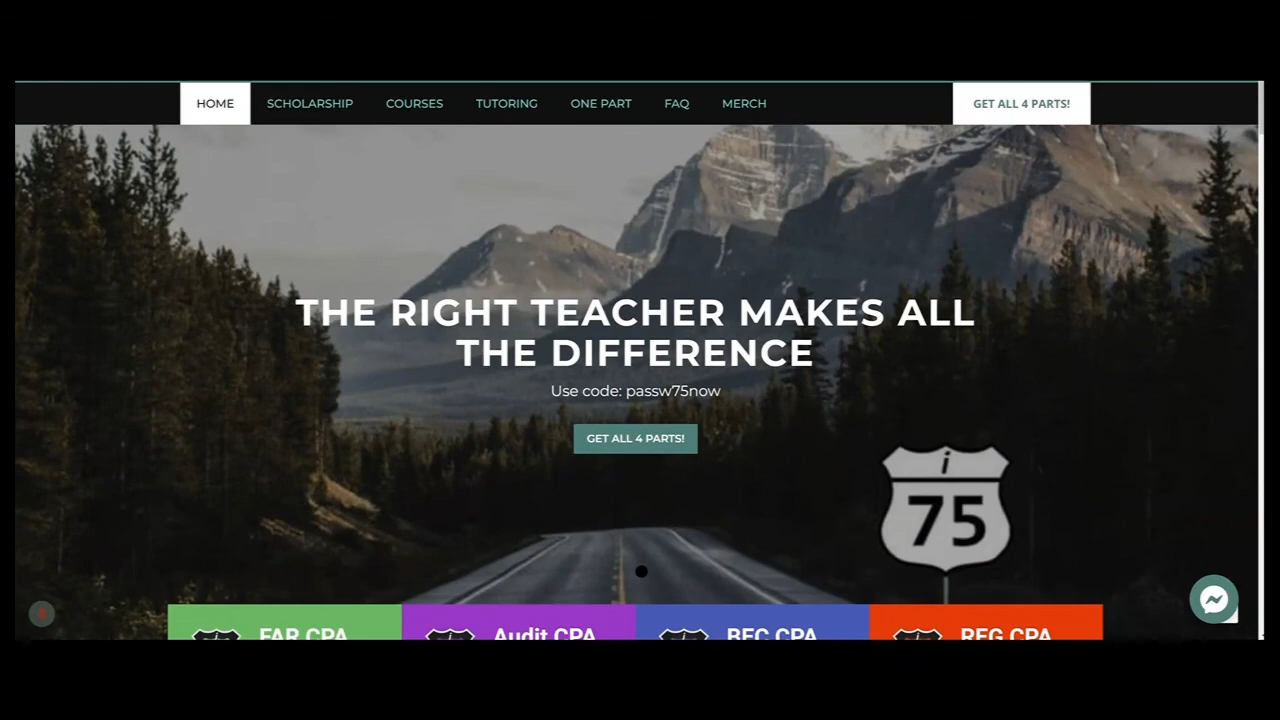 HOME SCHOLARSHIP COURSES TUTORING ONE PART FAQ MERCH GET ALL 4 PARTS!
THE RIGHT TEACHER MAKES ALL
THE DIFFERENCE
Use code: passw75now
GET ALL 4 PARTS!
i
75
FAR CPA Audit CPA BEC CPA REG CPA